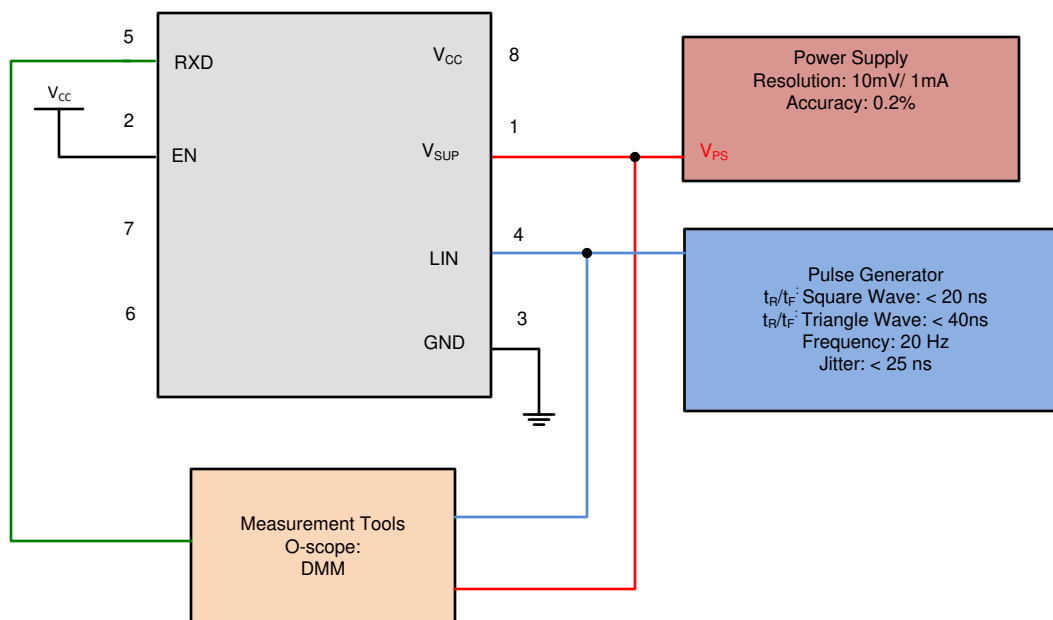 5
RXD
VCC
2
EN
7
6
VCC
8
1
VSUP
4
LIN
3
GND
Power Supply
Resolution: 10mV/ 1mA
Accuracy: 0.2%
VPS
Pulse Generator
tR/tF: Square Wave: < 20 ns
tR/tF: Triangle Wave: < 40ns
Frequency: 20 Hz
Jitter: < 25 ns
Measurement Tools
O-scope:
DMM